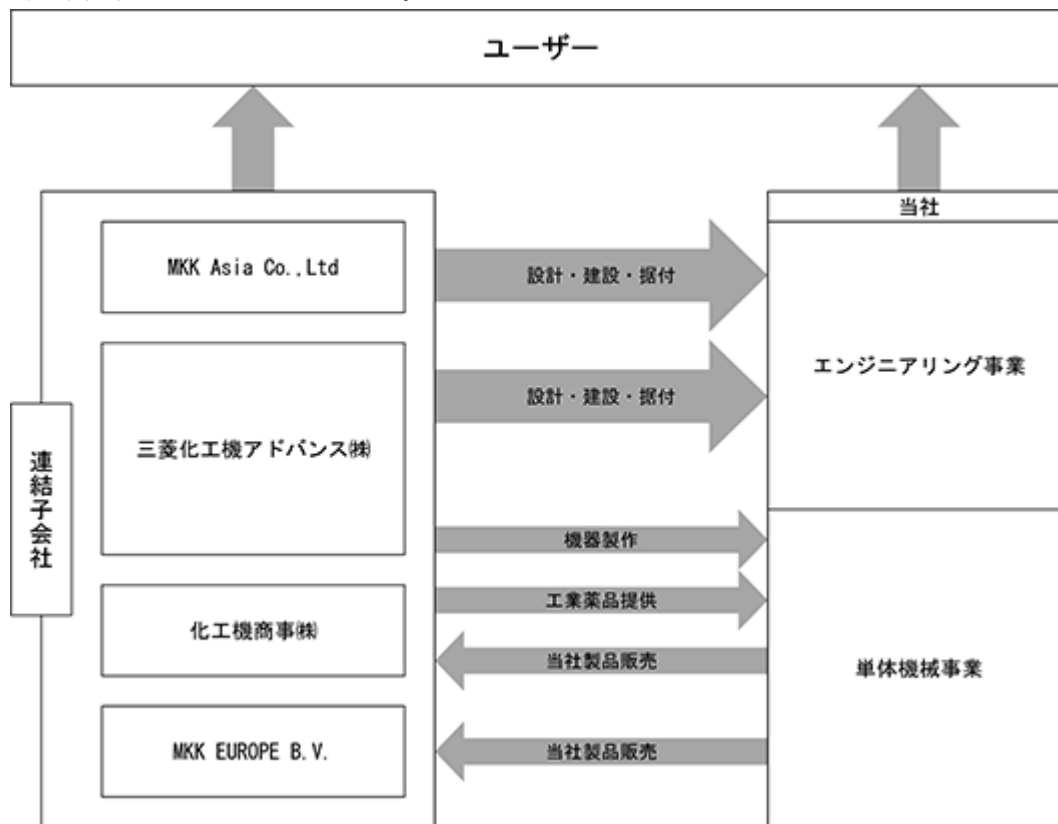 ユーザー
当社
MKK Asia Co.,Ltd
設計・建設・据付
エンジニアリング事業
三菱化工機アドバンス㈱
設計・建設・据付
連結子会社
機器製作
化工機商事㈱
工業薬品提供
当社製品販売
単体機械事業
MKK EUROPE B.V.
当社製品販売